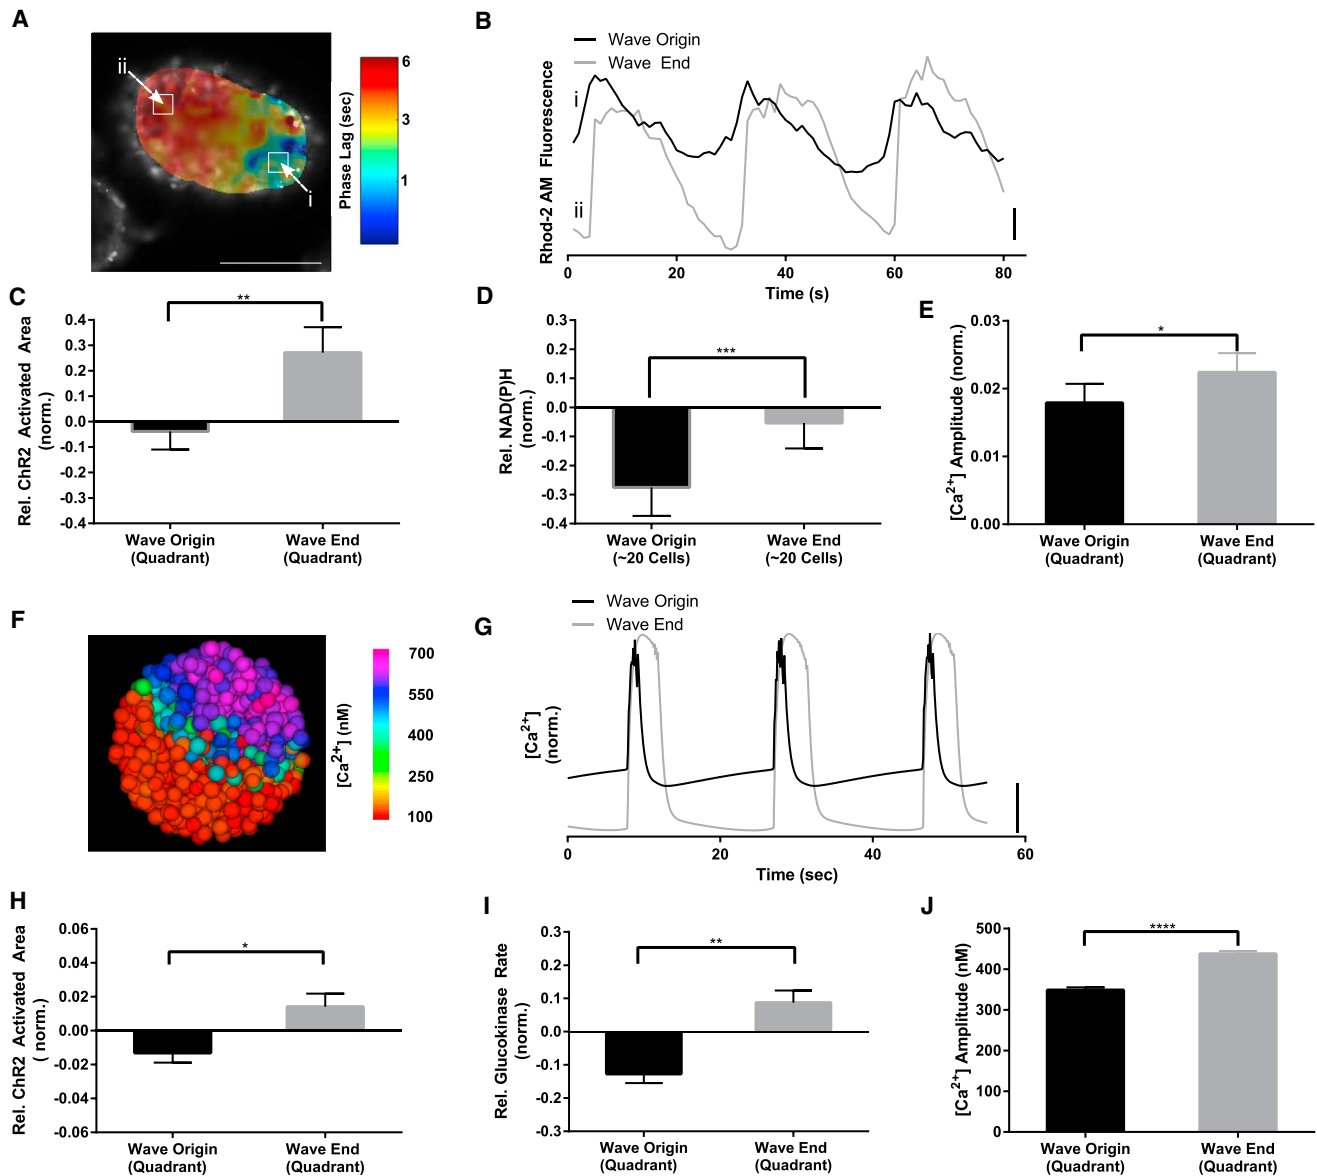 A
ii
i
6
3
1
Phase Lag (sec)
B
Wave Origin
Wave End
i
ii
Rhod-2 AM Fluorescence
0 20 40 60 80
Time (s)
C
**
0.4
0.3
0.2
0.1
0.0
-0.1
-0.2
-0.3
-0.4
Rel. ChR2 Activated Area
(norm.)
Wave Origin
(Quadrant)
Wave End
(Quadrant)
D
***
0.3
0.2
0.1
0.0
-0.1
-0.2
-0.3
-0.4
Rel. NAD(P)H
(norm.)
Wave Origin
(~20 Cells)
Wave End
(~20 Cells)
E
*
0.03
0.02
0.01
0.00
[Ca2+] Amplitude (norm.)
Wave Origin
(Quadrant)
Wave End
(Quadrant)
F
700
550
400
250
100
[Ca2+] (nM)
G
Wave Origin
Wave End
[Ca2+]
(norm.)
0 20 40 60
Time (sec)
H
*
0.06
0.04
0.02
0.00
-0.02
-0.04
-0.06
Rel. ChR2 Activated Area
( norm.)
Wave Origin
(Quadrant)
Wave End
(Quadrant)
I
**
0.3
0.2
0.1
0.0
-0.1
-0.2
-0.3
Rel. Glucokinase Rate
(norm.)
Wave Origin
(Quadrant)
Wave End
(Quadrant)
J
****
500
400
300
200
100
0
[Ca2+] Amplitude (nM)
Wave Origin
(Quadrant)
Wave End
(Quadrant)